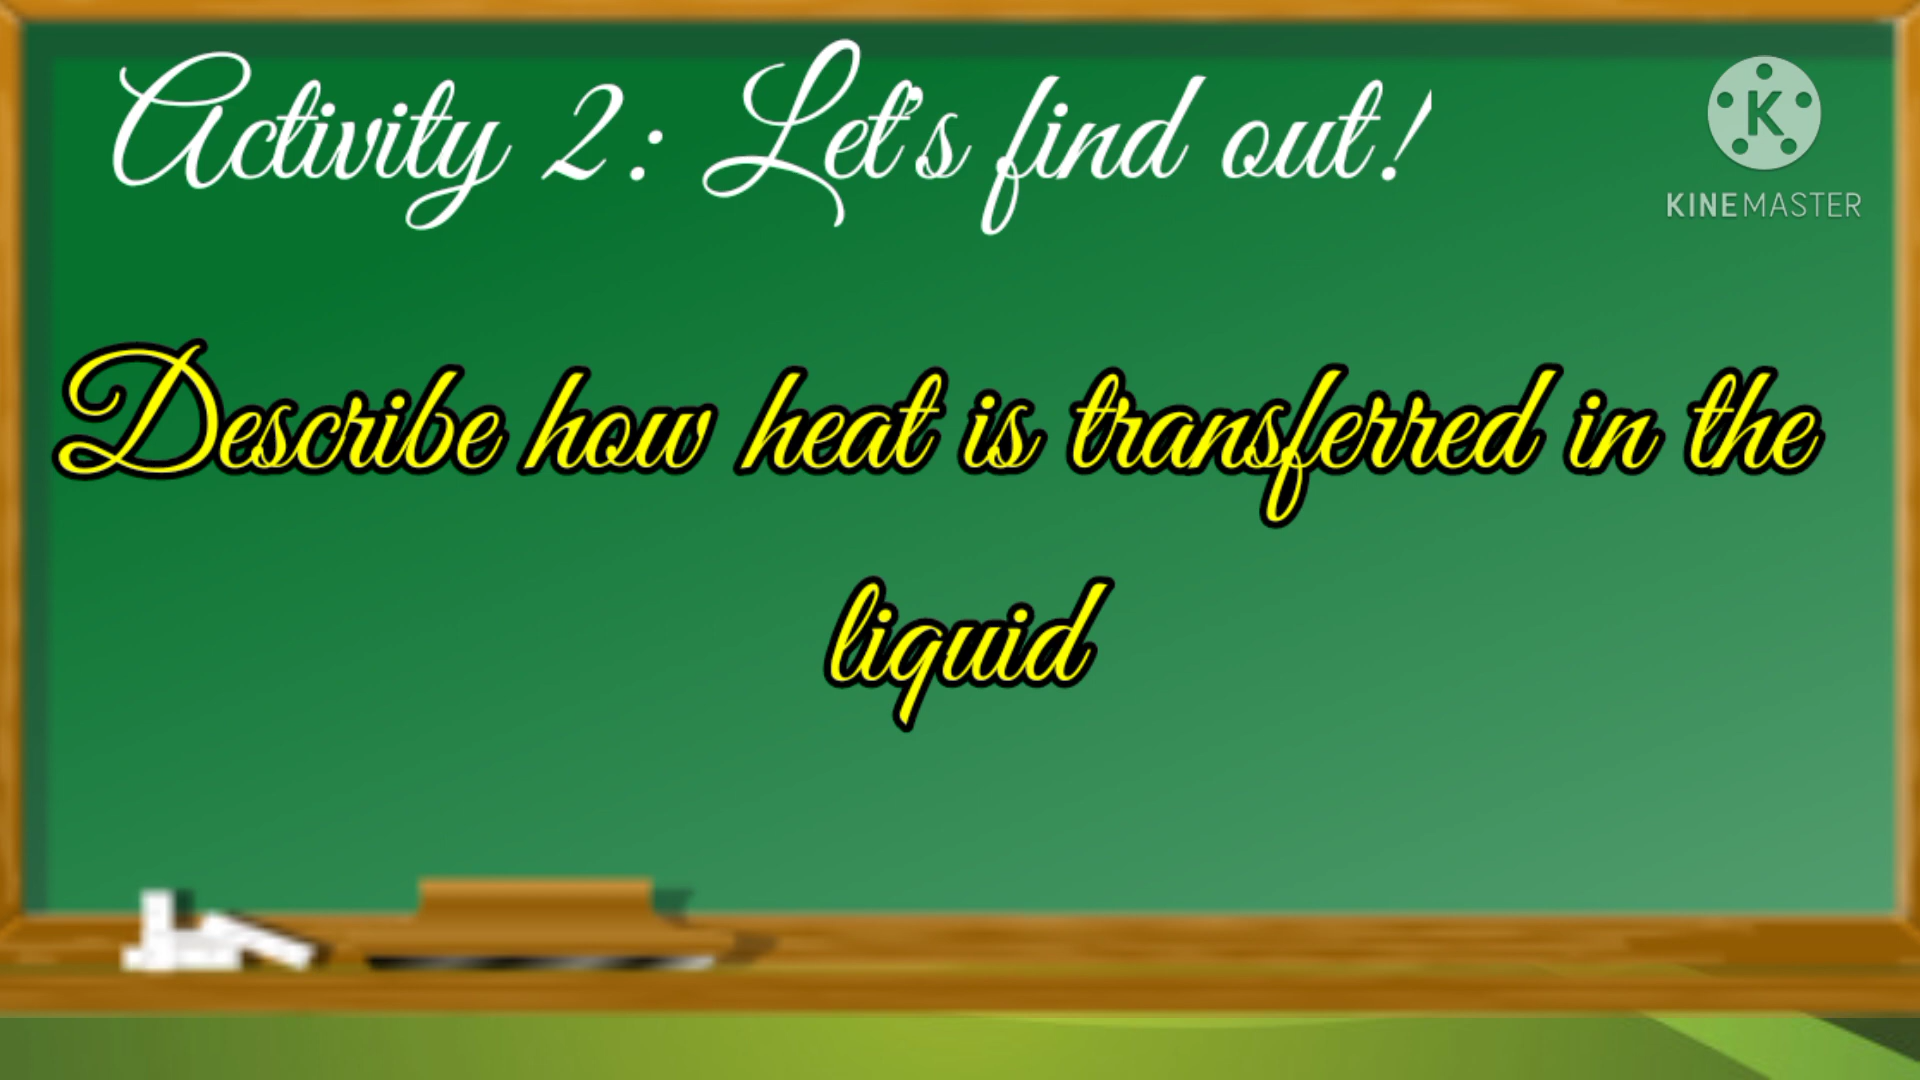 Activity 2: Let's find out!
K
KINEMASTER
Describe how heat is transferred in the
liquid